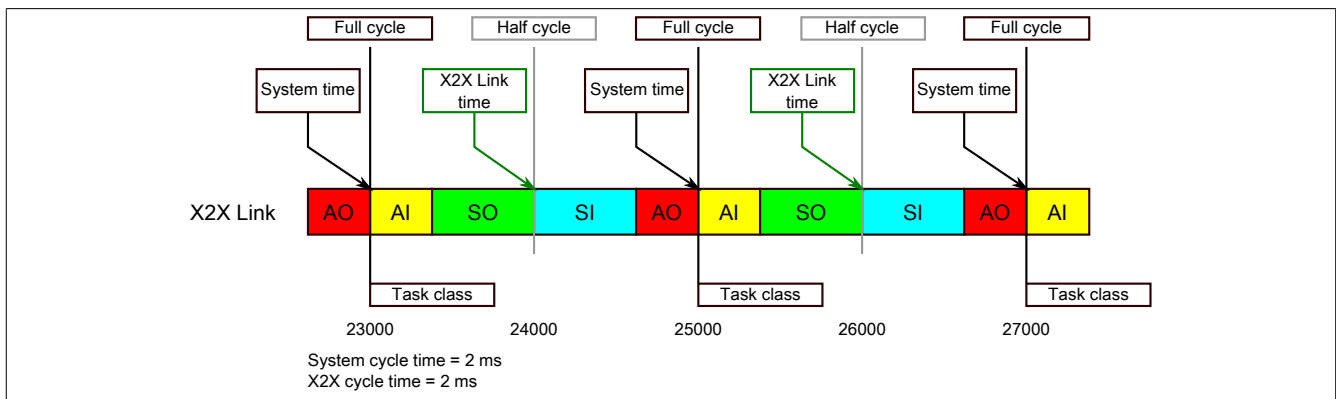 Full cycle
Half cycle
Full cycle
Half cycle
Full cycle
System time
X2X Link
time
System time
X2X Link
time
System time
X2X Link
AO
AI
SO
SI
AO
AI
SO
SI
AO
AI
Task class
Task class
Task class
23000
24000
25000
26000
27000
System cycle time = 2 ms
X2X cycle time = 2 ms